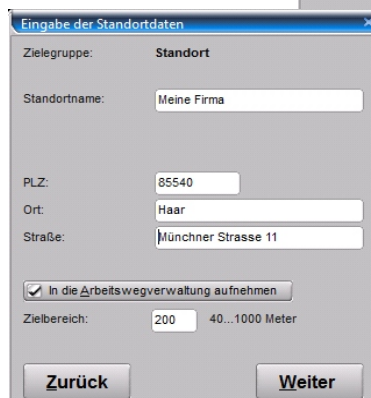 Eingabe der Standortdaten
Zielegruppe: Standort
Standortname: Meine Firma
PLZ: 85540
Ort: Haar
Straße: Münchner Strasse 11
In die Arbeitswegverwaltung aufnehmen
Zielbereich: 200 40...1000 Meter
Zurück Weiter